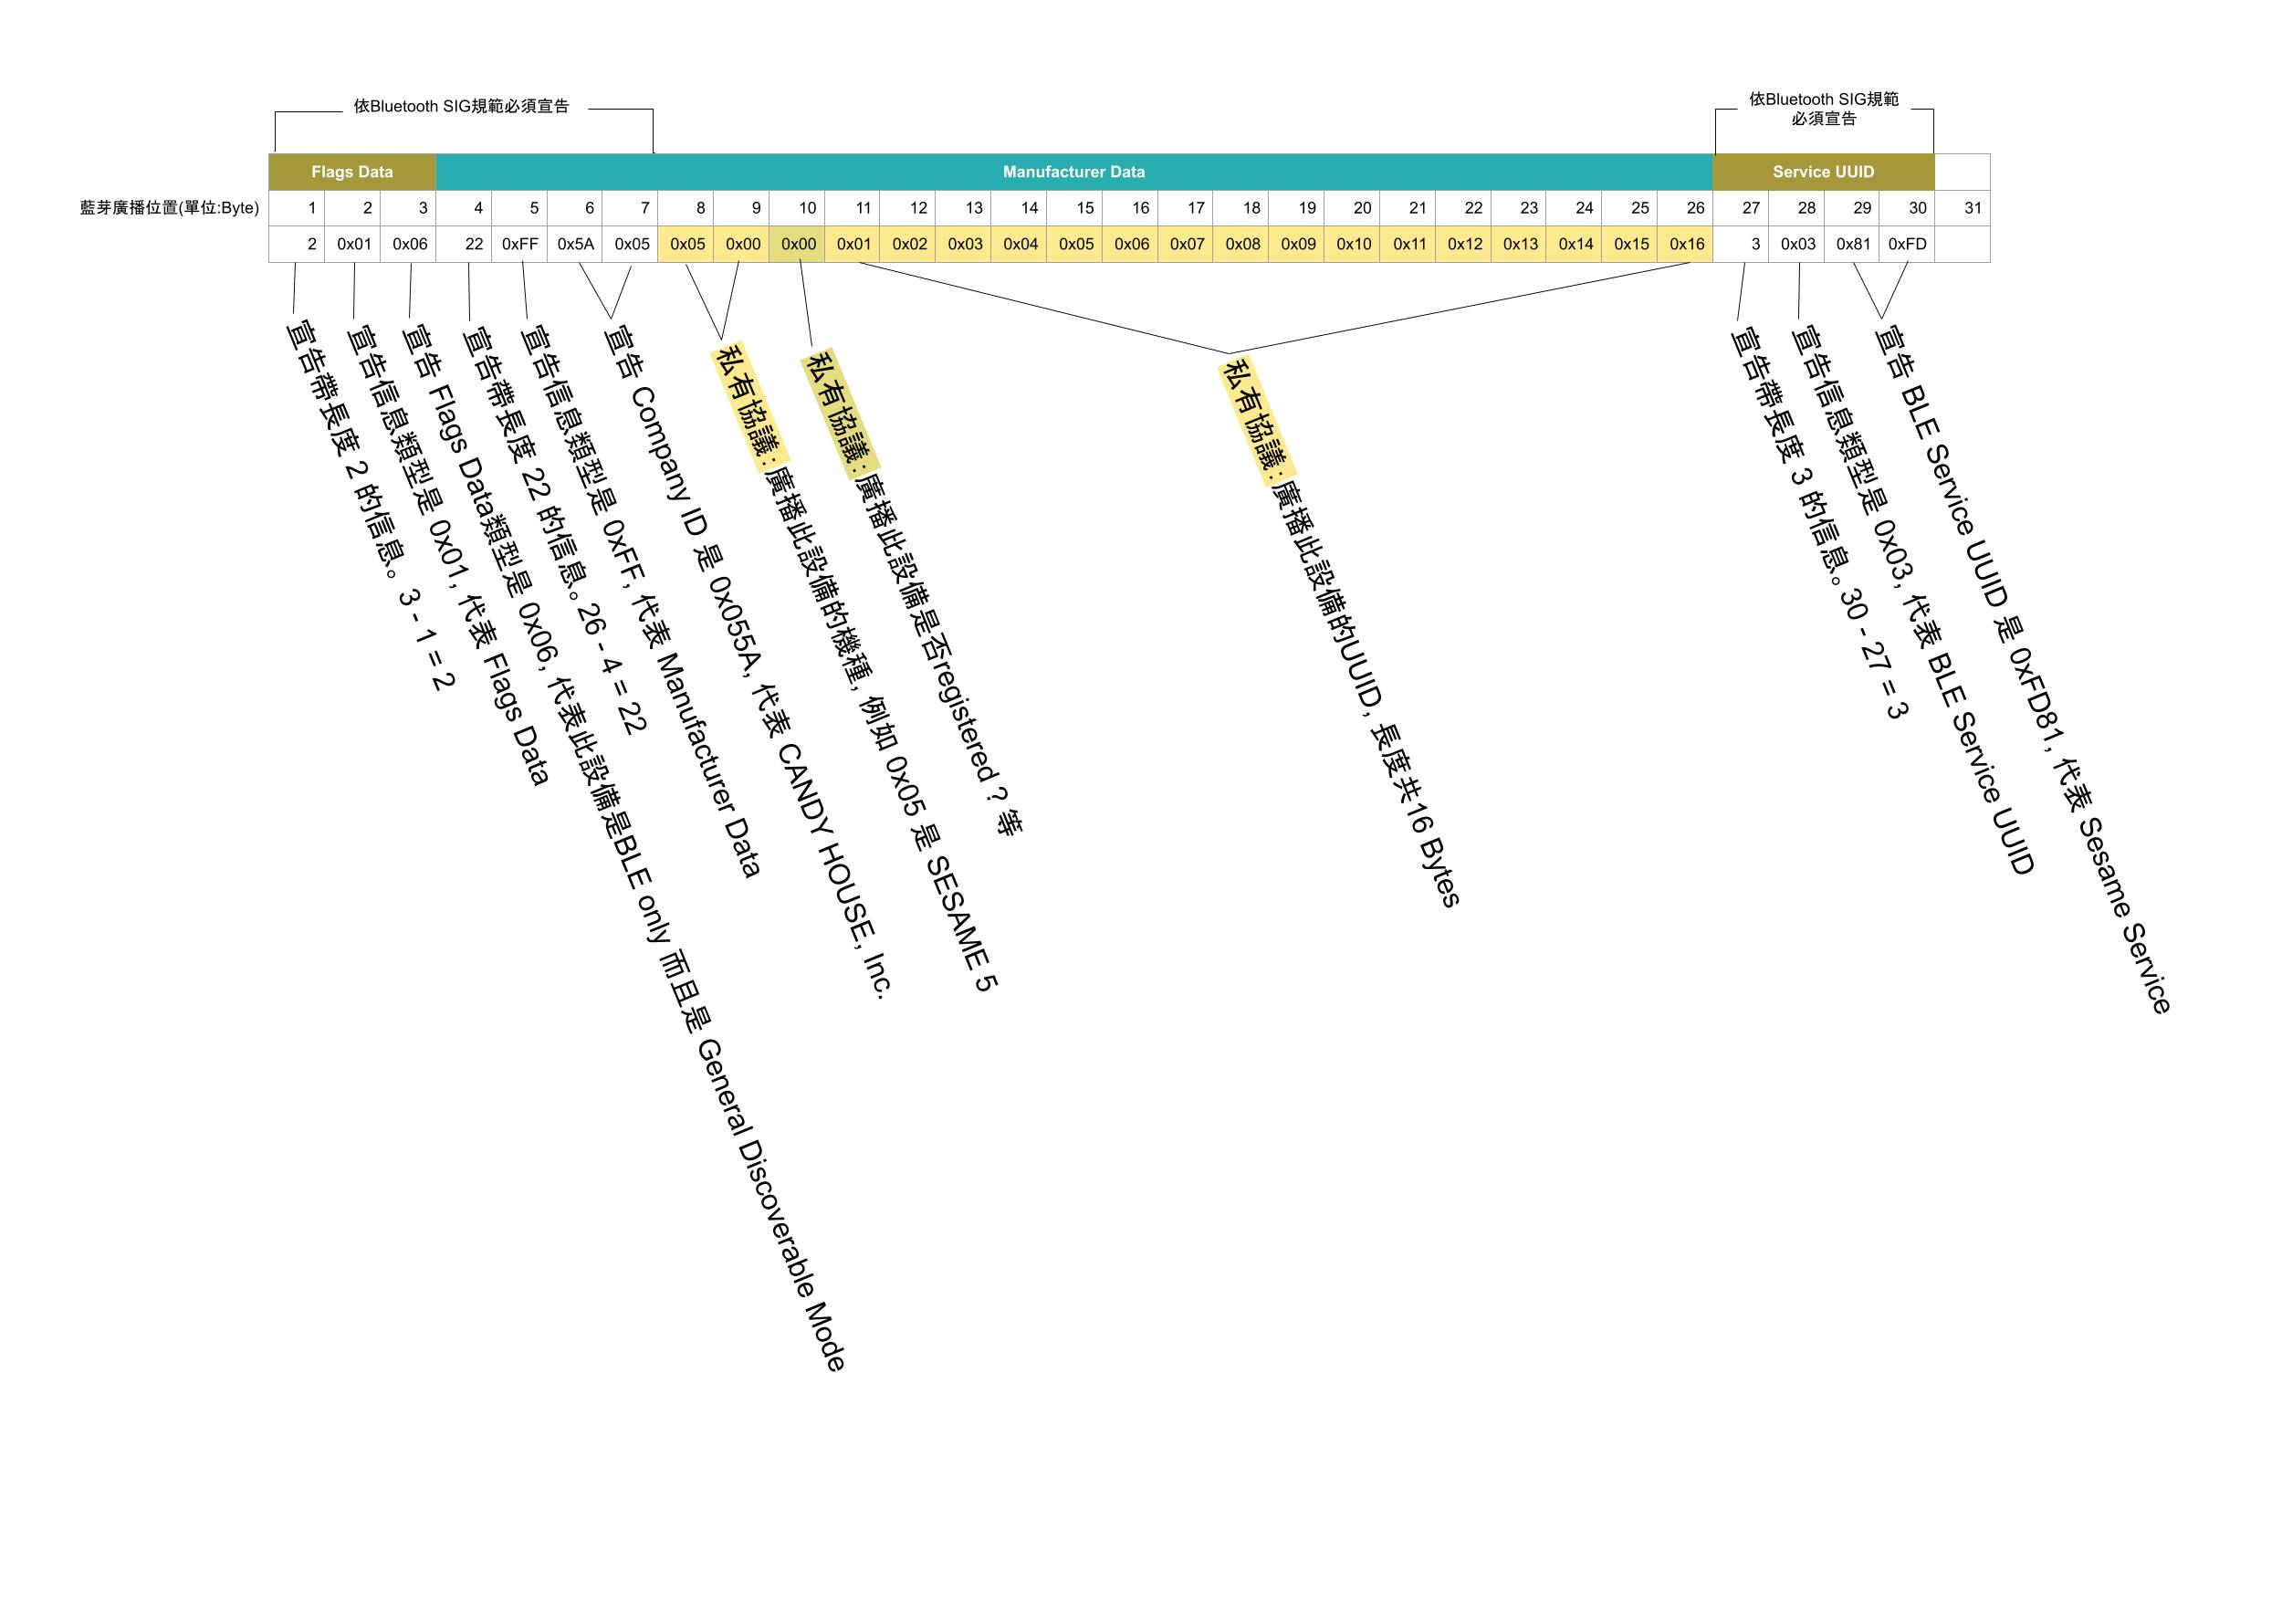 依Bluetooth SIG規範必須宣告
依Bluetooth SIG規範
必須宣告
Flags Data Manufacturer Data Service UUID
藍芽廣播位置(單位:Byte) 1 2 3 4 5 6 7 8 9 10 11 12 13 14 15 16 17 18 19 20 21 22 23 24 25 26 27 28 29 30 31
2 0x01 0x06 22 0xFF 0x5A 0x05 0x05 0x00 0x00 0x01 0x02 0x03 0x04 0x05 0x06 0x07 0x08 0x09 0x10 0x11 0x12 0x13 0x14 0x15 0x16 3 0x03 0x81 0xFD
宣告帶長度 2 的信息。3 - 1 = 2
宣告信息類型是 0x01, 代表 Flags Data
宣告 Flags Data類型是 0x06, 代表此設備是BLE only 而且是 General Discoverable Mode
宣告帶長度 22 的信息。26 - 4 = 22
宣告信息類型是 0xFF, 代表 Manufacturer Data
宣告 Company ID 是 0x055A, 代表 CANDY HOUSE, Inc.
私有協議：廣播此設備的機種, 例如 0x05 是 SESAME 5
私有協議：廣播此設備是否registered？等
私有協議：廣播此設備的UUID, 長度共16 Bytes
宣告帶長度 3 的信息。30 - 27 = 3
宣告信息類型是 0x03, 代表 BLE Service UUID
宣告 BLE Service UUID 是 0xFD81, 代表 Sesame Service